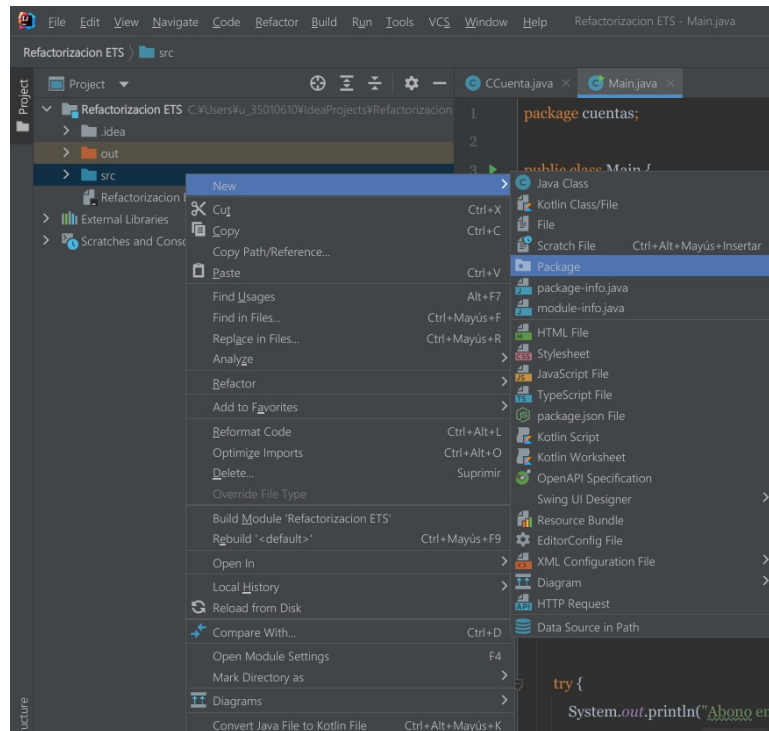 File Edit View Navigate Code Refactor Build Run Tools VCS Window Help Refactorizacion ETS - Main.java
Refactorizacion ETS 〉 src
Project
Project
CCuenta.java ×
Main.java ×
Refactorizacion ETS C:¥Users¥u_35010610¥IdeaProjects¥Refactorizacion
.idea
out
src
Refactorizacion
External Libraries
Scratches and Conso
1 package cuentas;
2
3 public class Main {
New
Cut Ctrl+X
Copy Ctrl+C
Copy Path/Reference...
Paste Ctrl+V
Find Usages Alt+F7
Find in Files... Ctrl+Mayús+F
Replace in Files... Ctrl+Mayús+R
Analyze
Refactor
Add to Favorites
Reformat Code Ctrl+Alt+L
Optimize Imports Ctrl+Alt+O
Delete... Suprimir
Override File Type
Build Module 'Refactorizacion ETS'
Rebuild '<default>' Ctrl+Mayús+F9
Open In
Local History
Reload from Disk
Compare With... Ctrl+D
Open Module Settings F4
Mark Directory as
Diagrams
Convert Java File to Kotlin File Ctrl+Alt+Mayús+K
Java Class
Kotlin Class/File
File
Scratch File Ctrl+Alt+Mayús+Insertar
Package
package-info.java
module-info.java
HTML File
Stylesheet
JavaScript File
TypeScript File
package.json File
Kotlin Script
Kotlin Worksheet
OpenAPI Specification
Swing UI Designer
Resource Bundle
EditorConfig File
XML Configuration File
Diagram
HTTP Request
Data Source in Path
try {
System.out.println("Abono en
ucture